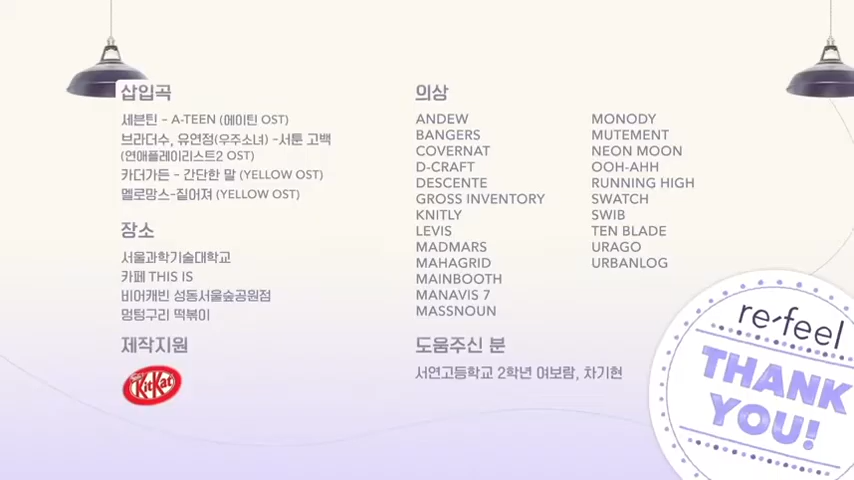 삽입곡
세븐틴 - A-TEEN (에이틴 OST)
브라더수, 유연정(우주소녀) -서툰 고백
(연애플레이리스트2 OST)
카더가든 - 간단한 말 (YELLOW OST)
멜로망스-짙어져 (YELLOW OST)
장소
서울과학기술대학교
카페 THIS IS
비어캐빈 성동서울숲공원점
멍텅구리 떡볶이
제작지원
KitKat
의상
ANDEW
BANGERS
COVERNAT
D-CRAFT
DESCENTE
GROSS INVENTORY
KNITLY
LEVIS
MADMARS
MAHAGRID
MAINBOOTH
MANAVIS 7
MASSNOUN
MONODY
MUTEMENT
NEON MOON
OOH-AHH
RUNNING HIGH
SWATCH
SWIB
TEN BLADE
URAGO
URBANLOG
도움주신 분
서연고등학교 2학년 여보람, 차기현
re-feel
THANK
YOU!